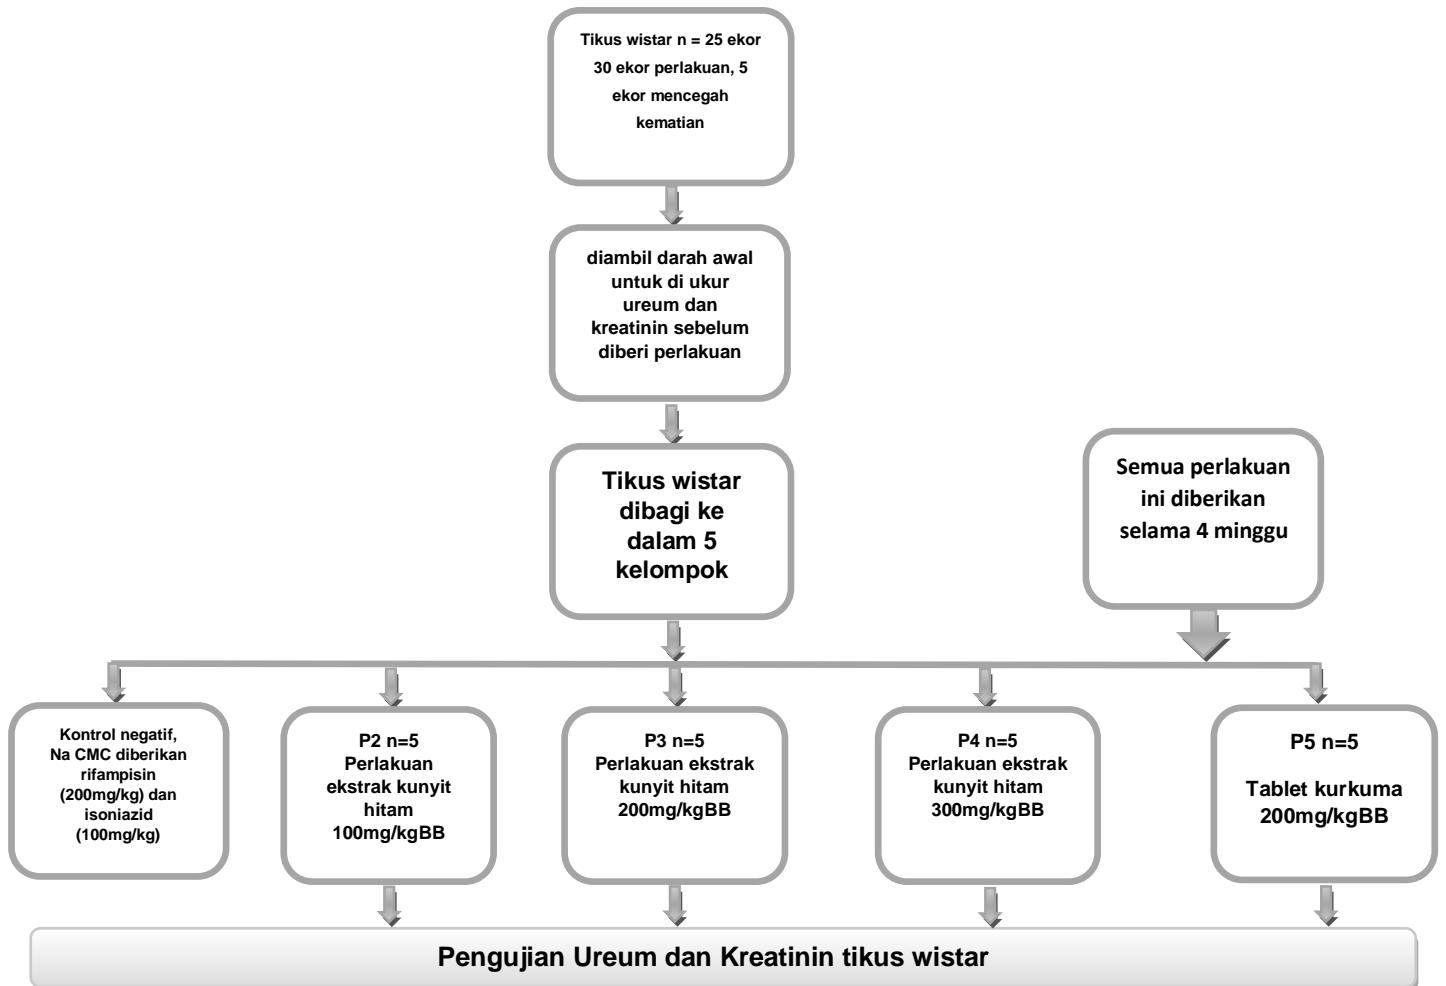 Tikus wistar n = 25 ekor
30 ekor perlakuan, 5
ekor mencegah
kematian
diambil darah awal
untuk di ukur
ureum dan
kreatinin sebelum
diberi perlakuan
Tikus wistar
dibagi ke
dalam 5
kelompok
Semua perlakuan
ini diberikan
selama 4 minggu
Kontrol negatif,
Na CMC diberikan
rifampisin
(200mg/kg) dan
isoniazid
(100mg/kg)
P2 n=5
Perlakuan
ekstrak kunyit
hitam
100mg/kgBB
P3 n=5
Perlakuan ekstrak
kunyit hitam
200mg/kgBB
P4 n=5
Perlakuan ekstrak
kunyit hitam
300mg/kgBB
P5 n=5
Tablet kurkuma
200mg/kgBB
Pengujian Ureum dan Kreatinin tikus wistar